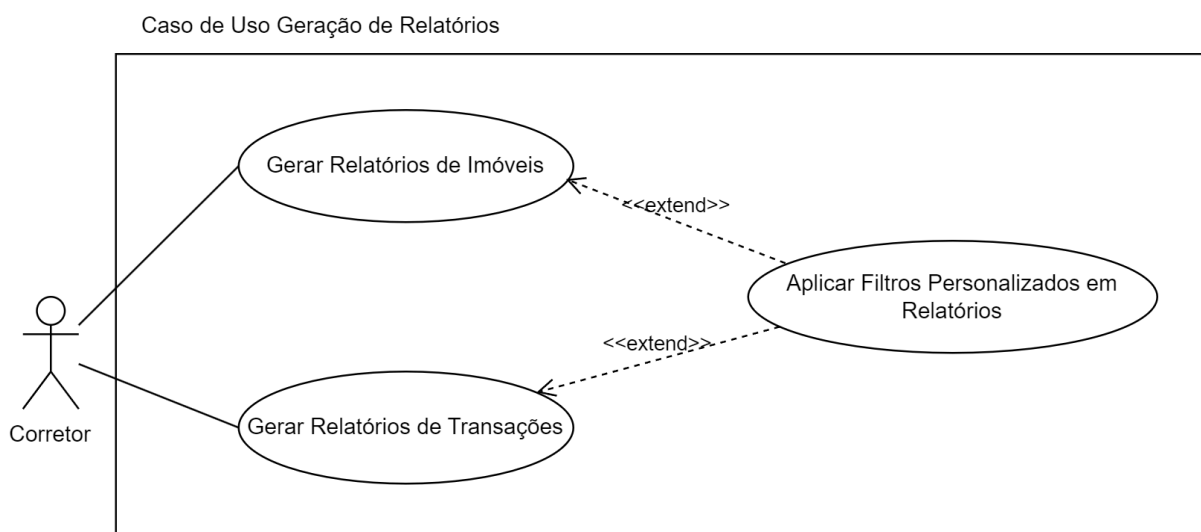 Caso de Uso Geração de Relatórios
Gerar Relatórios de Imóveis
<<extend>>
Aplicar Filtros Personalizados em
Relatórios
<<extend>>
Gerar Relatórios de Transações
Corretor